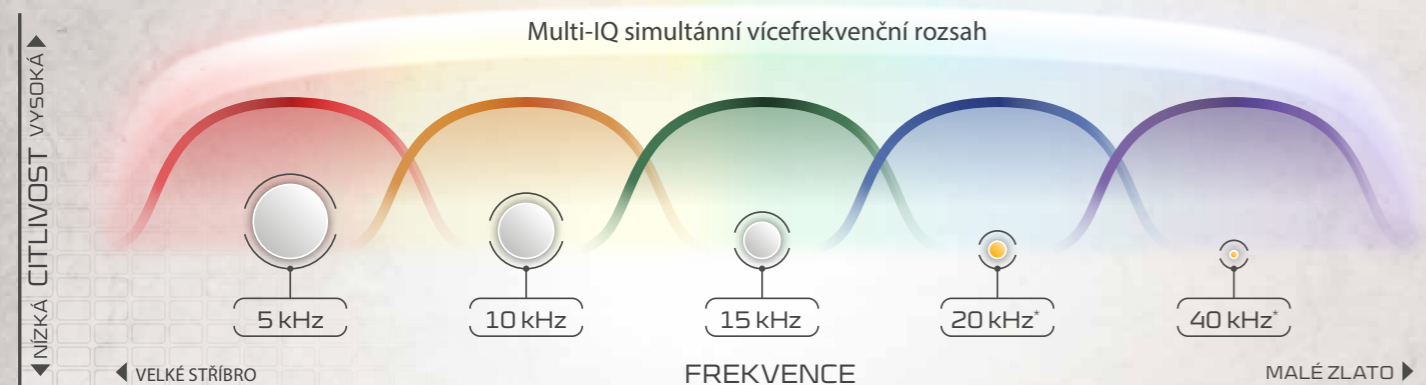 Multi-IQ simultánní vícefrekvenční rozsah
NÍZKÁ CITLIVOST VYSOKÁ
5 kHz
10 kHz
15 kHz
20 kHz*
40 kHz*
VELKÉ STŘÍBRO
FREKVENCE
MALÉ ZLATO